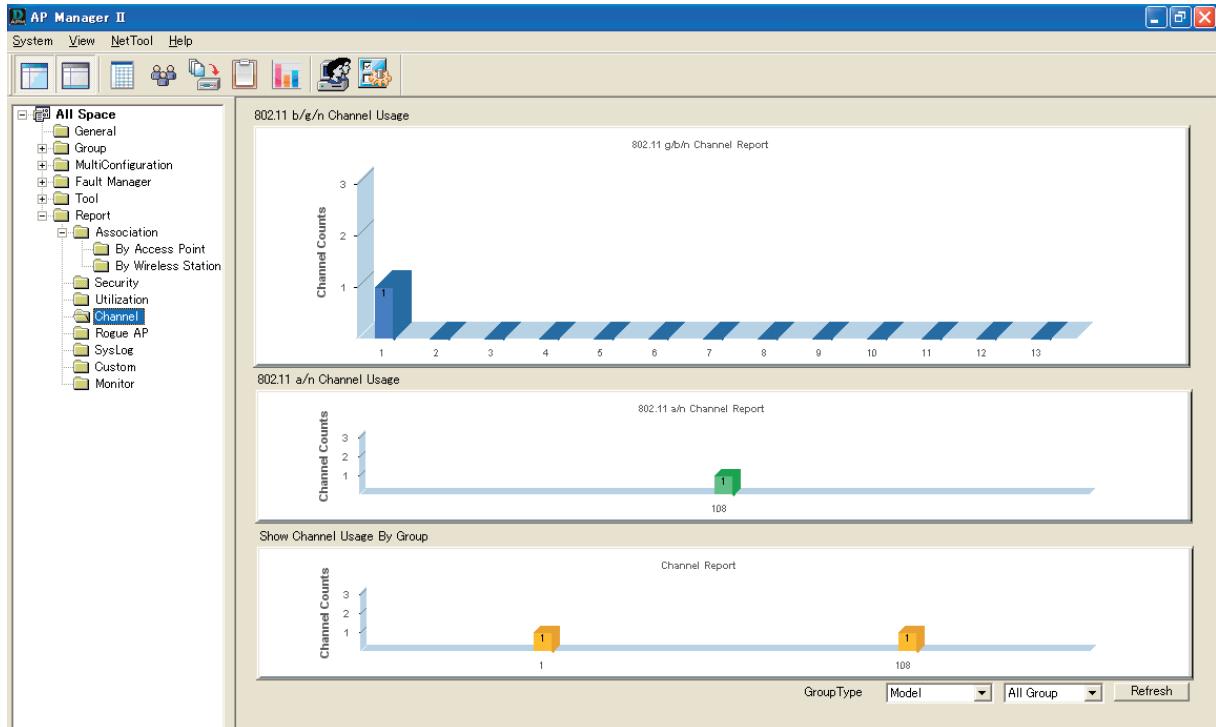 AP Manager II
System View NetTool Help
All Space
General
Group
MultiConfiguration
Fault Manager
Tool
Report
Association
By Access Point
By Wireless Station
Security
Utilization
Channel
Rogue AP
SysLog
Custom
Monitor
802.11 b/g/n Channel Usage
802.11 g/b/n Channel Report
Channel Counts
3
2
1
1
1 2 3 4 5 6 7 8 9 10 11 12 13
802.11 a/n Channel Usage
802.11 a/n Channel Report
Channel Counts
3
2
1
1
108
Show Channel Usage By Group
Channel Report
Channel Counts
3
2
1
1 1
1 108
GroupType Model All Group Refresh